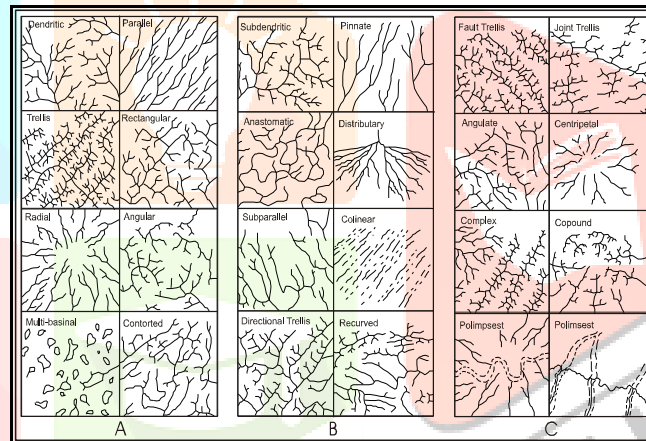 Dendritic
Parallel
Trellis
Rectangular
Radial
Angular
Multi-basinal
Contorted
A
Subdendritic
Pinnate
Anastomatic
Distributary
Subparallel
Colinear
Directional Trellis
Recurved
B
Fault Trellis
Joint Trellis
Angulate
Centripetal
Complex
Copound
Polimpsest
Polimsest
C